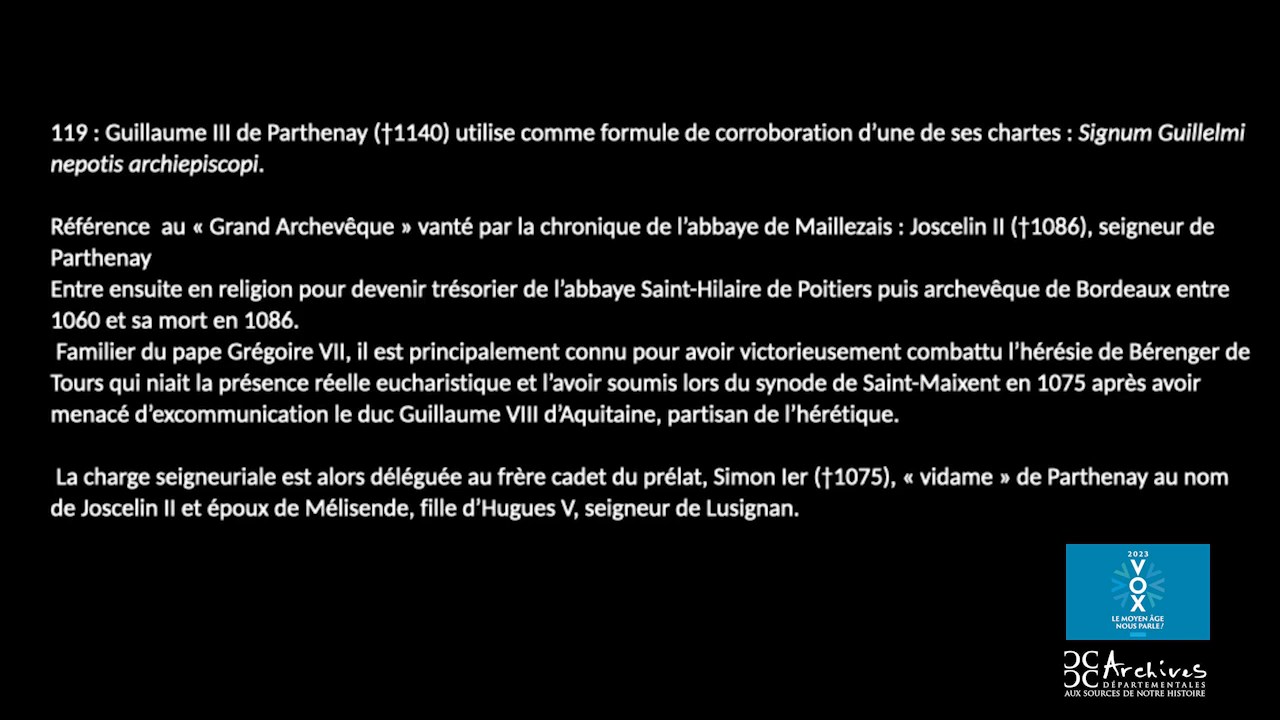 119 : Guillaume III de Parthenay (†1140) utilise comme formule de corroboration d’une de ses chartes : Signum Guillelmi
nepotis archiepiscopi.
Référence  au « Grand Archevêque » vanté par la chronique de l’abbaye de Maillezais : Joscelin II (†1086), seigneur de
Parthenay
Entre ensuite en religion pour devenir trésorier de l’abbaye Saint-Hilaire de Poitiers puis archevêque de Bordeaux entre
1060 et sa mort en 1086.
Familier du pape Grégoire VII, il est principalement connu pour avoir victorieusement combattu l’hérésie de Bérenger de
Tours qui niait la présence réelle eucharistique et l’avoir soumis lors du synode de Saint-Maixent en 1075 après avoir
menacé d’excommunication le duc Guillaume VIII d’Aquitaine, partisan de l’hérétique.
La charge seigneuriale est alors déléguée au frère cadet du prélat, Simon Ier (†1075), « vidame » de Parthenay au nom
de Joscelin II et époux de Mélisende, fille d’Hugues V, seigneur de Lusignan.
2023
VOX
LE MOYEN ÂGE
NOUS PARLE !
Archives
DÉPARTEMENTALES
AUX SOURCES DE NOTRE HISTOIRE